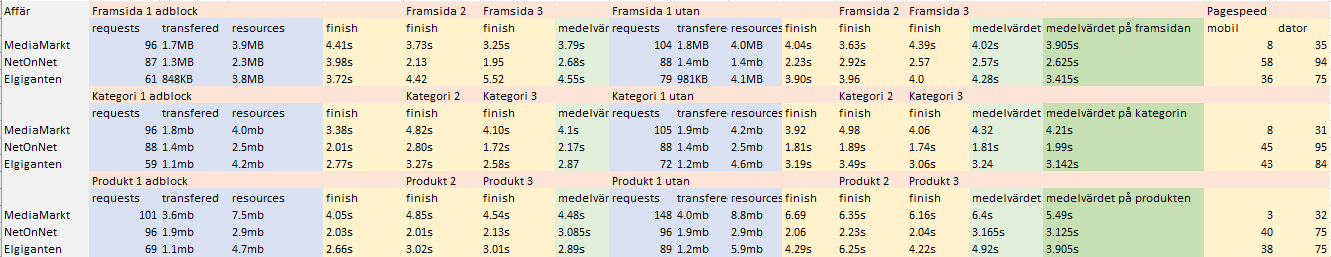 Affär Framsida 1 adblock Framsida 2 Framsida 3 Framsida 1 utan Framsida 2 Framsida 3 Pagespeed
requests transfered resources finish finish finish medelvär requests transfere resources finish finish finish medelvärdet medelvärdet på framsidan mobil dator
MediaMarkt 96 1.7MB 3.9MB 4.41s 3.73s 3.25s 3.79s 104 1.8MB 4.0MB 4.04s 3.63s 4.39s 4.02s 3.905s 8 35
NetOnNet 87 1.3MB 2.3MB 3.98s 2.13 1.95 2.68s 88 1.4mb 1.4mb 2.23s 2.92s 2.57 2.57s 2.625s 58 94
Elgiganten 61 848KB 3.8MB 3.72s 4.42 5.52 4.55s 79 981KB 4.1MB 3.90s 3.96 4.0 4.28s 3.415s 36 75
Kategori 1 adblock Kategori 2 Kategori 3 Kategori 1 utan Kategori 2 Kategori 3
requests transfered resources finish finish finish medelvär requests transfere resources finish finish finish medelvärdet medelvärdet på kategorin
MediaMarkt 96 1.8mb 4.0mb 3.38s 4.82s 4.10s 4.1s 105 1.9mb 4.2mb 3.92 4.98 4.06 4.32 4.21s 8 31
NetOnNet 88 1.4mb 2.5mb 2.01s 2.80s 1.72s 2.17s 88 1.4mb 2.5mb 1.81s 1.89s 1.74s 1.81s 1.99s 45 95
Elgiganten 59 1.1mb 4.2mb 2.77s 3.27s 2.58s 2.87 72 1.2mb 4.6mb 3.19s 3.49s 3.06s 3.24 3.142s 43 84
Produkt 1 adblock Produkt 2 Produkt 3 Produkt 1 utan Produkt 2 Produkt 3
requests transfered resources finish finish finish medelvär requests transfere resources finish finish finish medelvärdet medelvärdet på produkten
MediaMarkt 101 3.6mb 7.5mb 4.05s 4.85s 4.54s 4.48s 148 4.0mb 8.8mb 6.69 6.35s 6.16s 6.4s 5.49s 3 32
NetOnNet 96 1.9mb 2.9mb 2.03s 2.01s 2.13s 3.085s 96 1.9mb 2.9mb 2.06 2.23s 2.04s 3.165s 3.125s 40 75
Elgiganten 69 1.1mb 4.7mb 2.66s 3.02s 3.01s 2.89s 89 1.2mb 5.9mb 4.29s 6.25s 4.22s 4.92s 3.905s 38 75